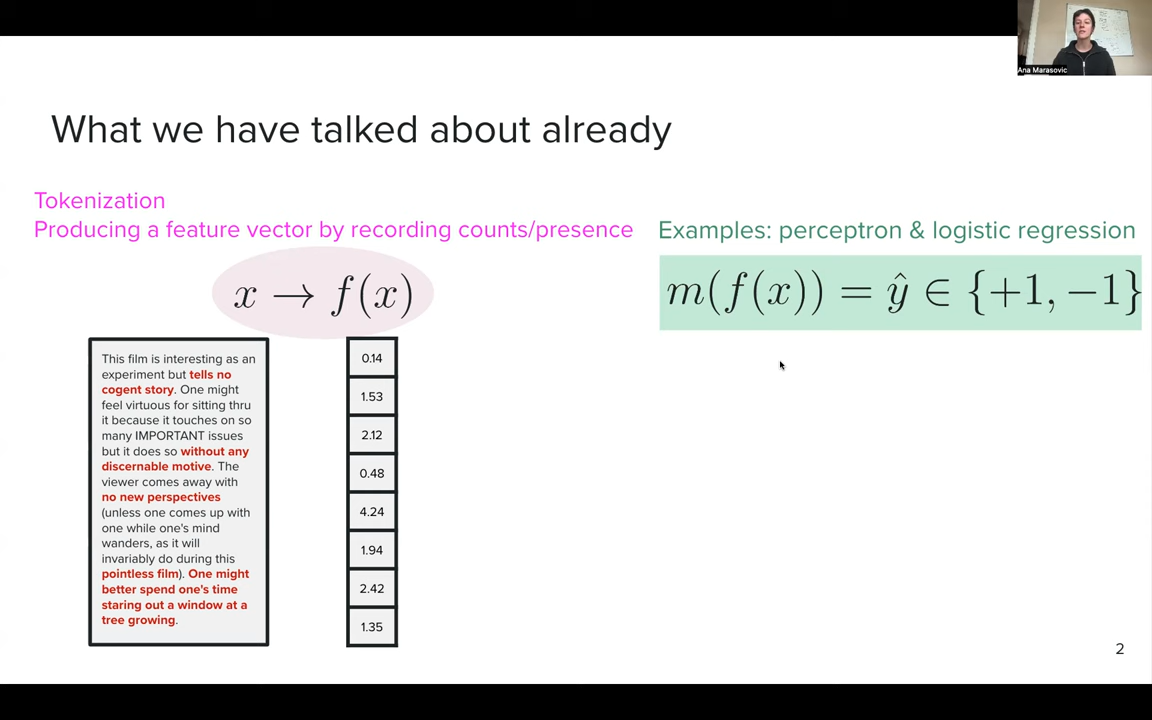 Ana Marasovic
What we have talked about already
Tokenization
Producing a feature vector by recording counts/presence
x → f(x)
This film is interesting as an
experiment but tells no
cogent story. One might
feel virtuous for sitting thru
it because it touches on so
many IMPORTANT issues
but it does so without any
discernable motive. The
viewer comes away with
no new perspectives
(unless one comes up with
one while one's mind
wanders, as it will
invariably do during this
pointless film). One might
better spend one's time
staring out a window at a
tree growing.
0.14
1.53
2.12
0.48
4.24
1.94
2.42
1.35
Examples: perceptron & logistic regression
m(f(x)) = ŷ ∈ {+1, −1}
2